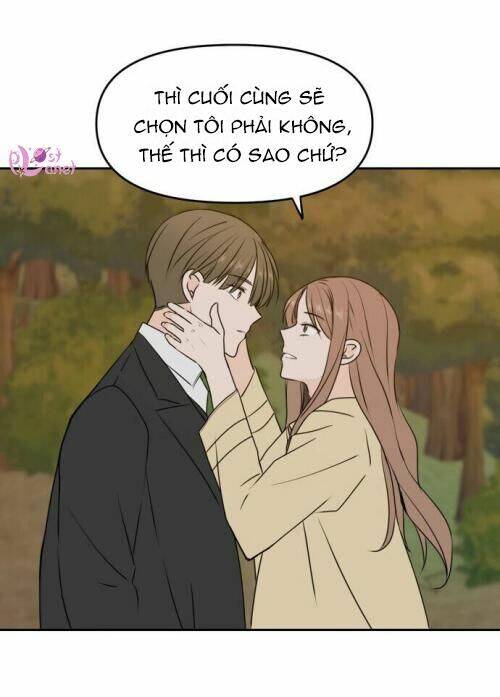 THÌ CUỐI CÙNG SẼ
CHỌN TÔI PHẢI KHÔNG,
THẾ THÌ CÓ SAO CHỨ?